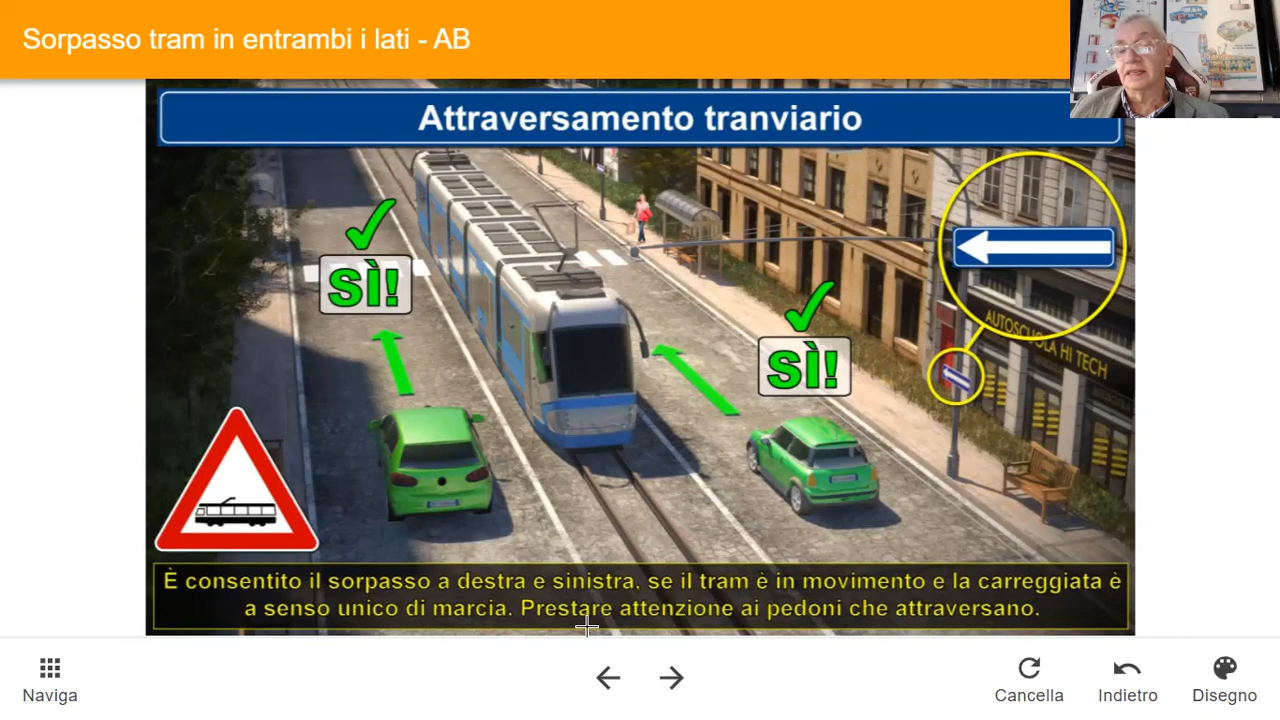 Sorpasso tram in entrambi i lati - AB
Attraversamento tranviario
SÌ!
SÌ!
AUTOSCUOLA HI TECH
È consentito il sorpasso a destra e sinistra, se il tram è in movimento e la carreggiata è
a senso unico di marcia. Prestare attenzione ai pedoni che attraversano.
Naviga
Cancella
Indietro
Disegno